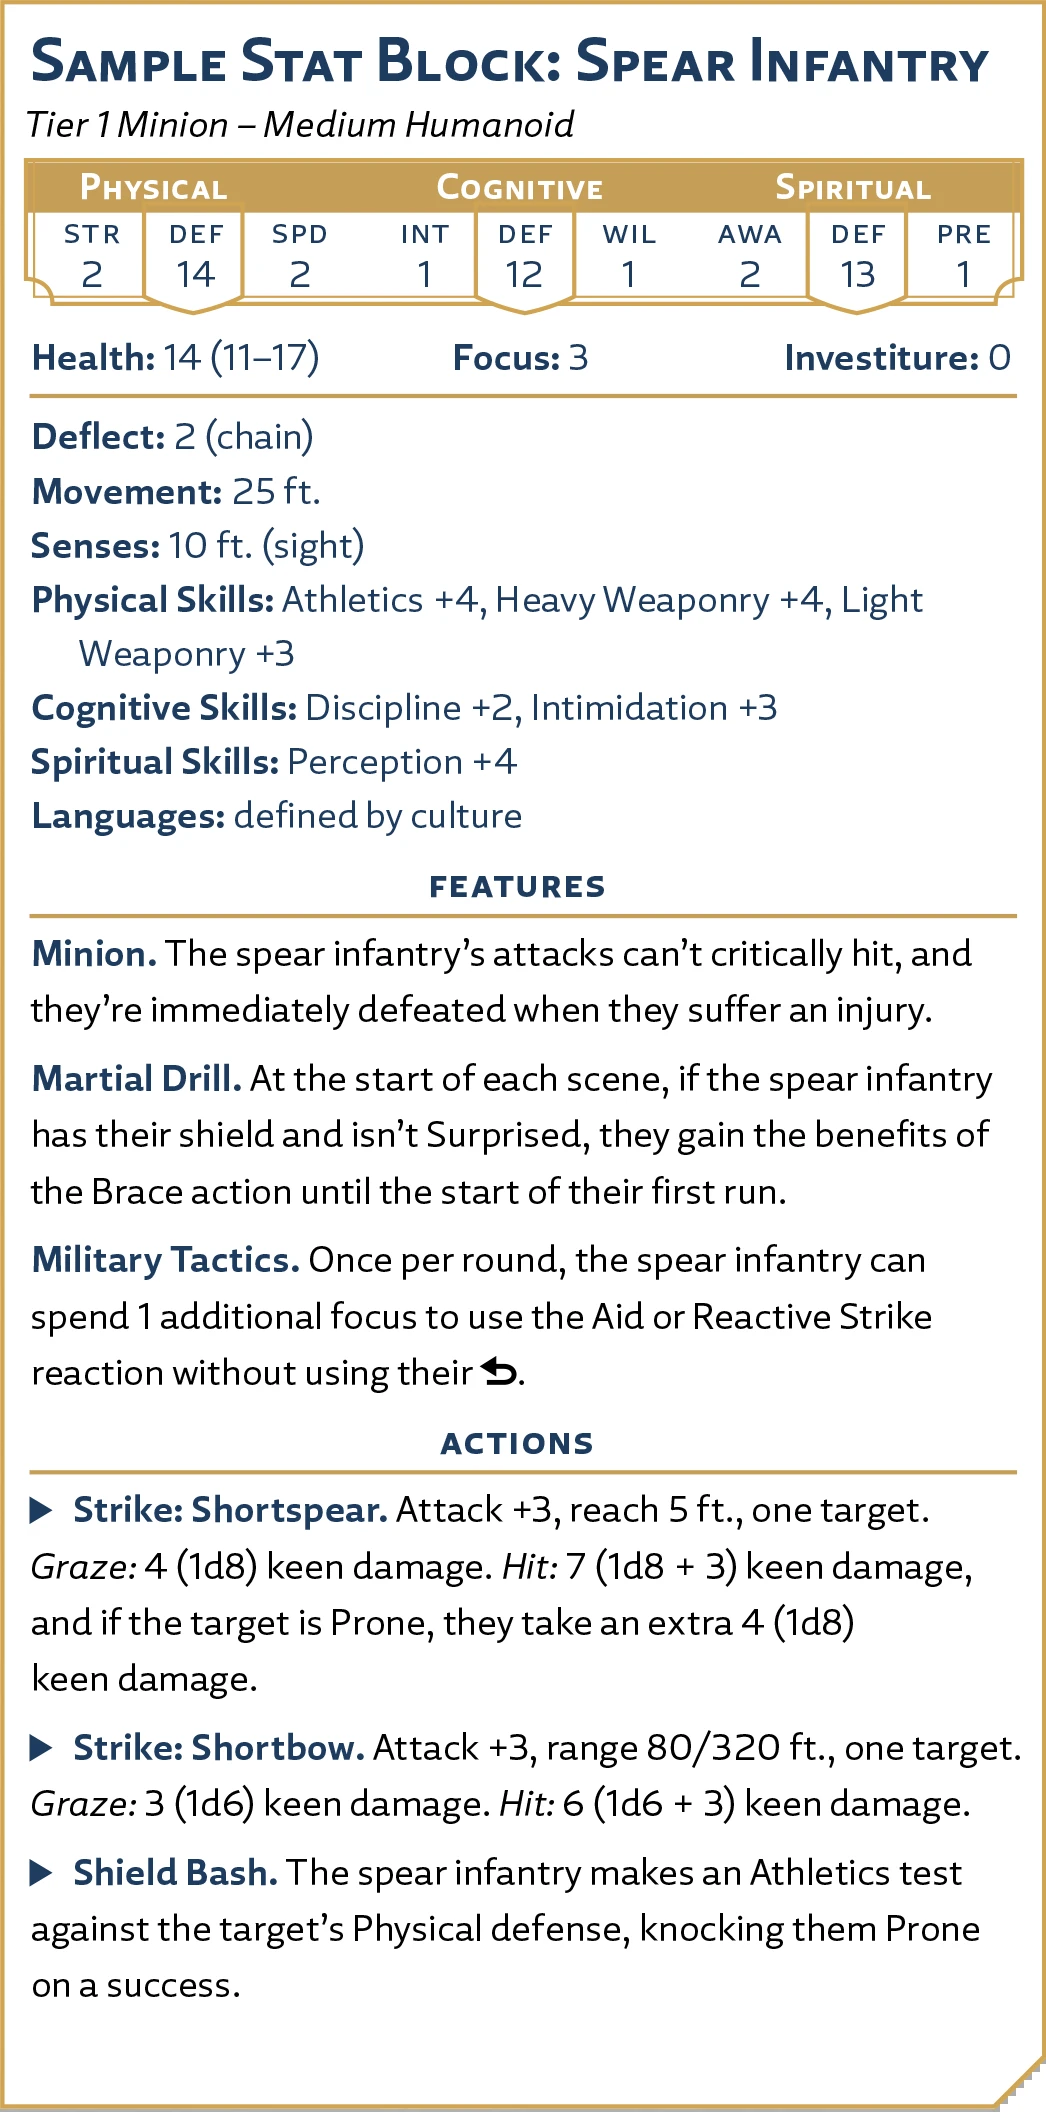 Sample Stat Block: Spear Infantry
Tier 1 Minion – Medium Humanoid
Physical Cognitive Spiritual
STR DEF SPD INT DEF WIL AWA DEF PRE
2 14 2 1 12 1 2 13 1
Health: 14 (11–17) Focus: 3 Investiture: 0
Deflect: 2 (chain)
Movement: 25 ft.
Senses: 10 ft. (sight)
Physical Skills: Athletics +4, Heavy Weaponry +4, Light
Weaponry +3
Cognitive Skills: Discipline +2, Intimidation +3
Spiritual Skills: Perception +4
Languages: defined by culture
FEATURES
Minion. The spear infantry’s attacks can’t critically hit, and
they’re immediately defeated when they suffer an injury.
Martial Drill. At the start of each scene, if the spear infantry
has their shield and isn’t Surprised, they gain the benefits of
the Brace action until the start of their first run.
Military Tactics. Once per round, the spear infantry can
spend 1 additional focus to use the Aid or Reactive Strike
reaction without using their ⮌.
ACTIONS
▶ Strike: Shortspear. Attack +3, reach 5 ft., one target.
Graze: 4 (1d8) keen damage. Hit: 7 (1d8 + 3) keen damage,
and if the target is Prone, they take an extra 4 (1d8)
keen damage.
▶ Strike: Shortbow. Attack +3, range 80/320 ft., one target.
Graze: 3 (1d6) keen damage. Hit: 6 (1d6 + 3) keen damage.
▶ Shield Bash. The spear infantry makes an Athletics test
against the target’s Physical defense, knocking them Prone
on a success.